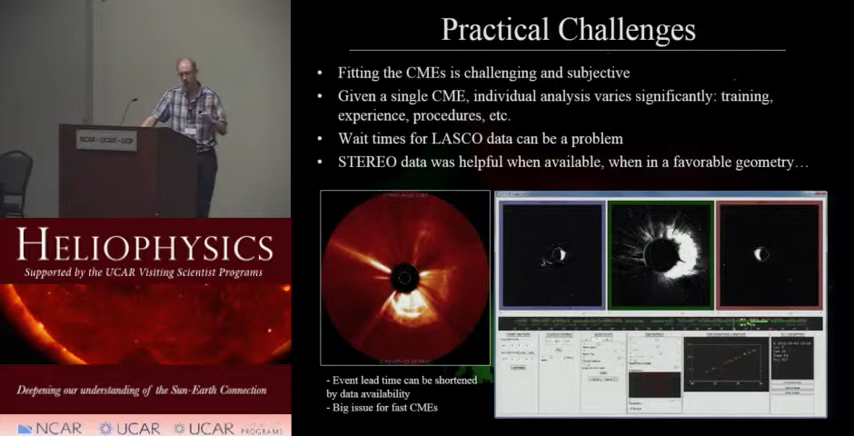 Practical Challenges
• Fitting the CMEs is challenging and subjective
• Given a single CME, individual analysis varies significantly: training,
experience, procedures, etc.
• Wait times for LASCO data can be a problem
• STEREO data was helpful when available, when in a favorable geometry…
- Event lead time can be shortened
by data availability
- Big issue for fast CMEs
NCAR - UCAR - UCP
HELIOPHYSICS
Supported by the UCAR Visiting Scientist Programs
Deepening our understanding of the Sun-Earth Connection
NCAR
UCAR
UCAR
PROGRAMS